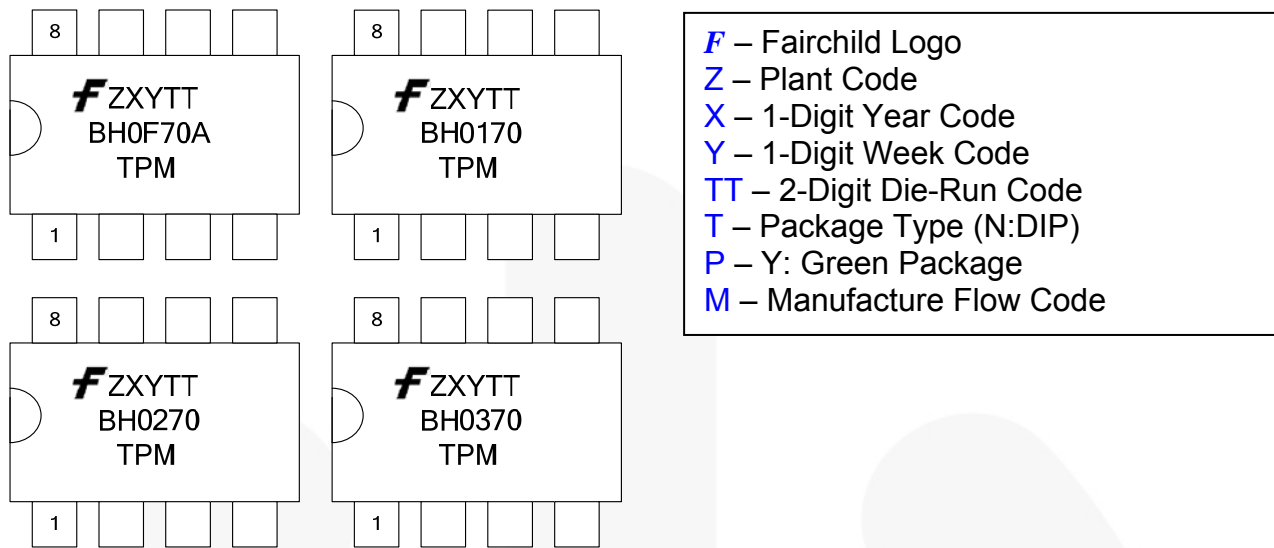 8
F ZXYTT
BH0F70A
TPM
1
8
F ZXYTT
BH0170
TPM
1
8
F ZXYTT
BH0270
TPM
1
8
F ZXYTT
BH0370
TPM
1
F – Fairchild Logo
Z – Plant Code
X – 1-Digit Year Code
Y – 1-Digit Week Code
TT – 2-Digit Die-Run Code
T – Package Type (N:DIP)
P – Y: Green Package
M – Manufacture Flow Code